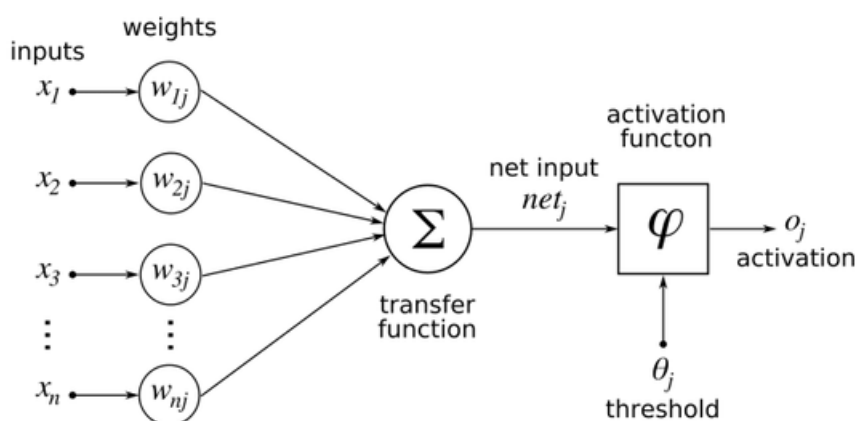 weights
inputs
x₁
w₁ⱼ
activation
functon
x₂
w₂ⱼ
net input
netⱼ
Σ
φ
oⱼ
activation
x₃
w₃ⱼ
transfer
function
⋮
⋮
θⱼ
threshold
xₙ
wₙⱼ